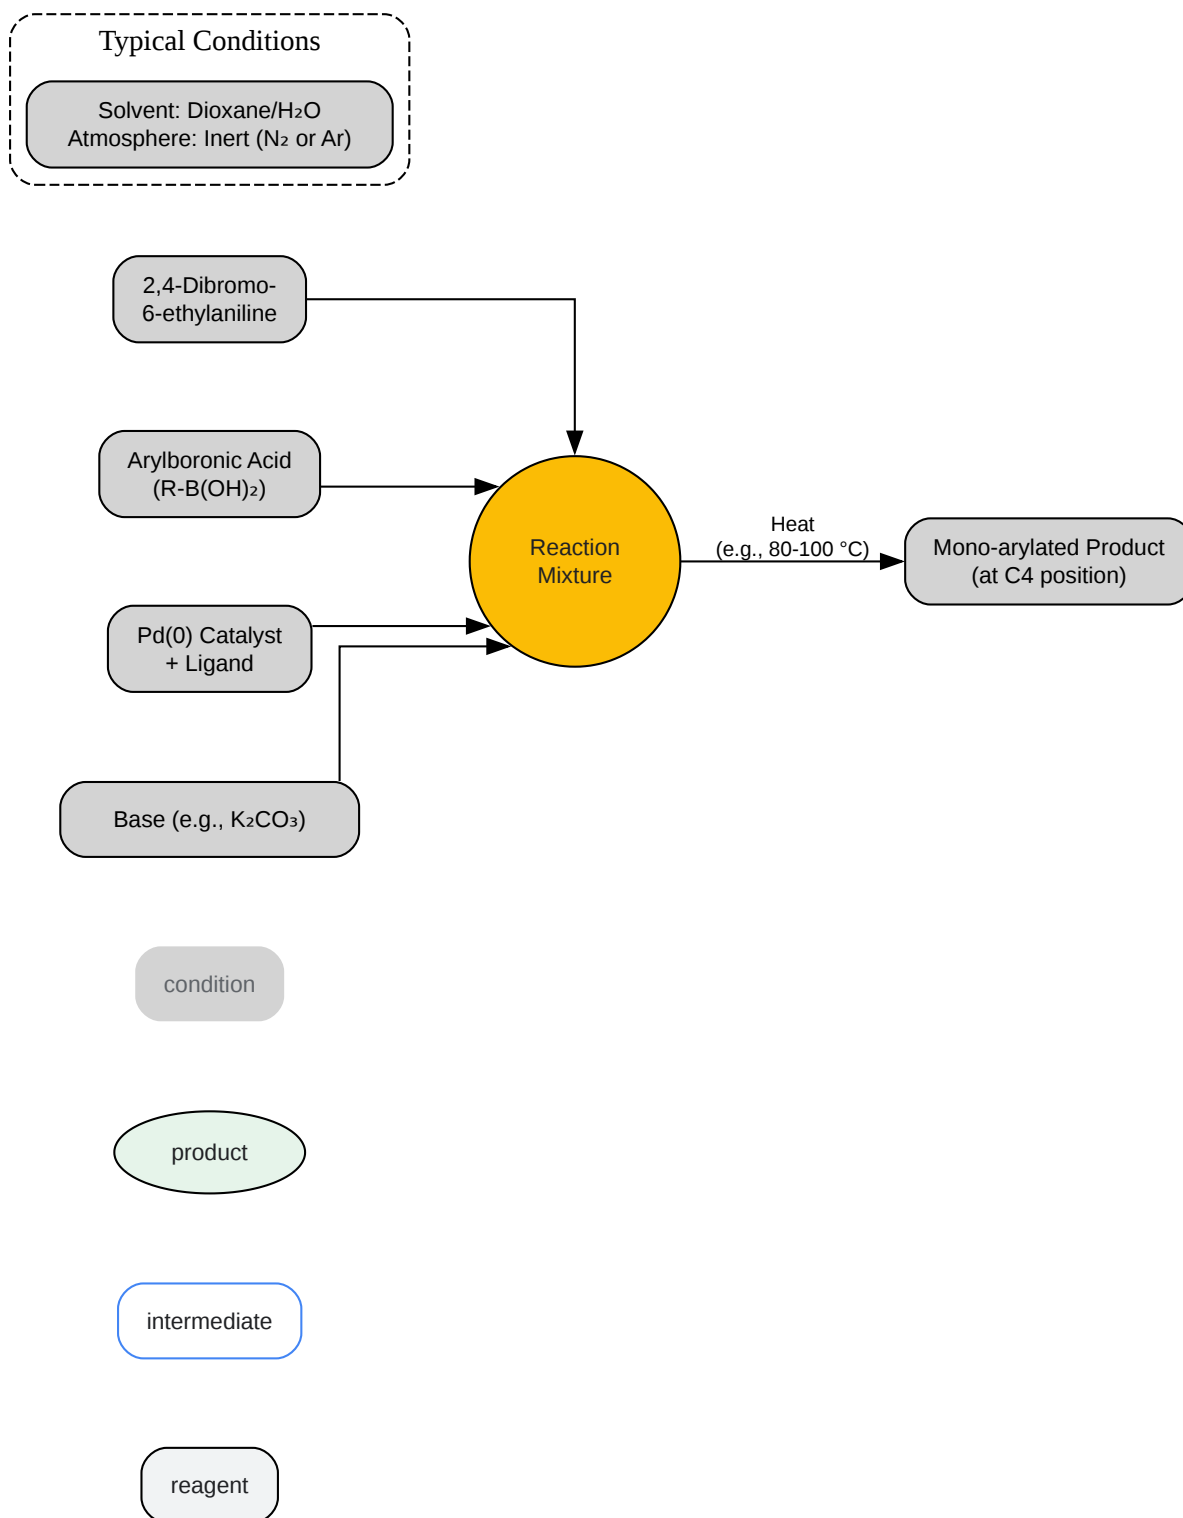 Typical Conditions
Solvent: Dioxane/H₂O
Atmosphere: Inert (N₂ or Ar)
2,4-Dibromo-
6-ethylaniline
Arylboronic Acid
(R-B(OH)₂)
Reaction
Mixture
Heat
(e.g., 80-100 °C)
Mono-arylated Product
(at C4 position)
Pd(0) Catalyst
+ Ligand
Base (e.g., K₂CO₃)
condition
product
intermediate
reagent